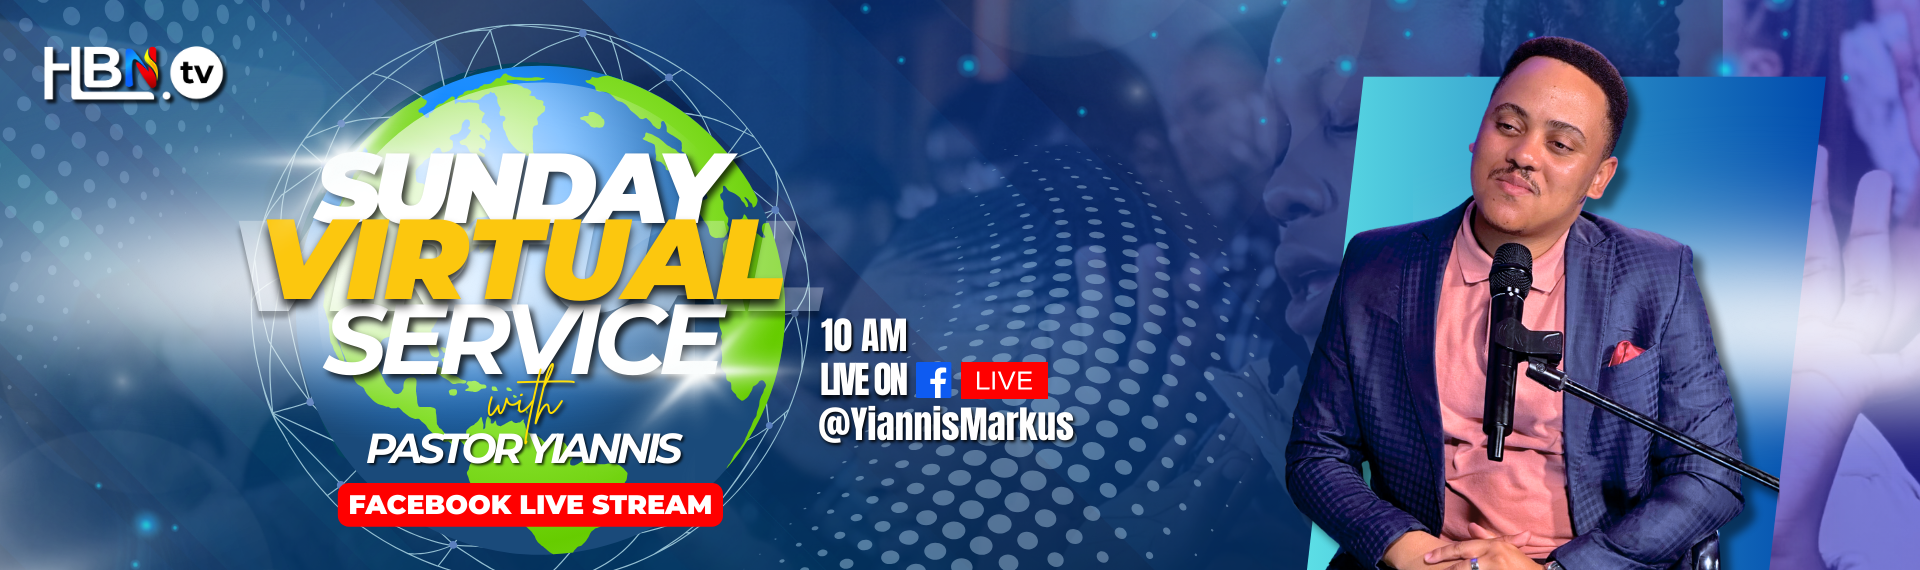 HBN.tv
SUNDAY
VIRTUAL
SERVICE
with
PASTOR YIANNIS
FACEBOOK LIVE STREAM
10 AM
LIVE ON f LIVE
@YiannisMarkus